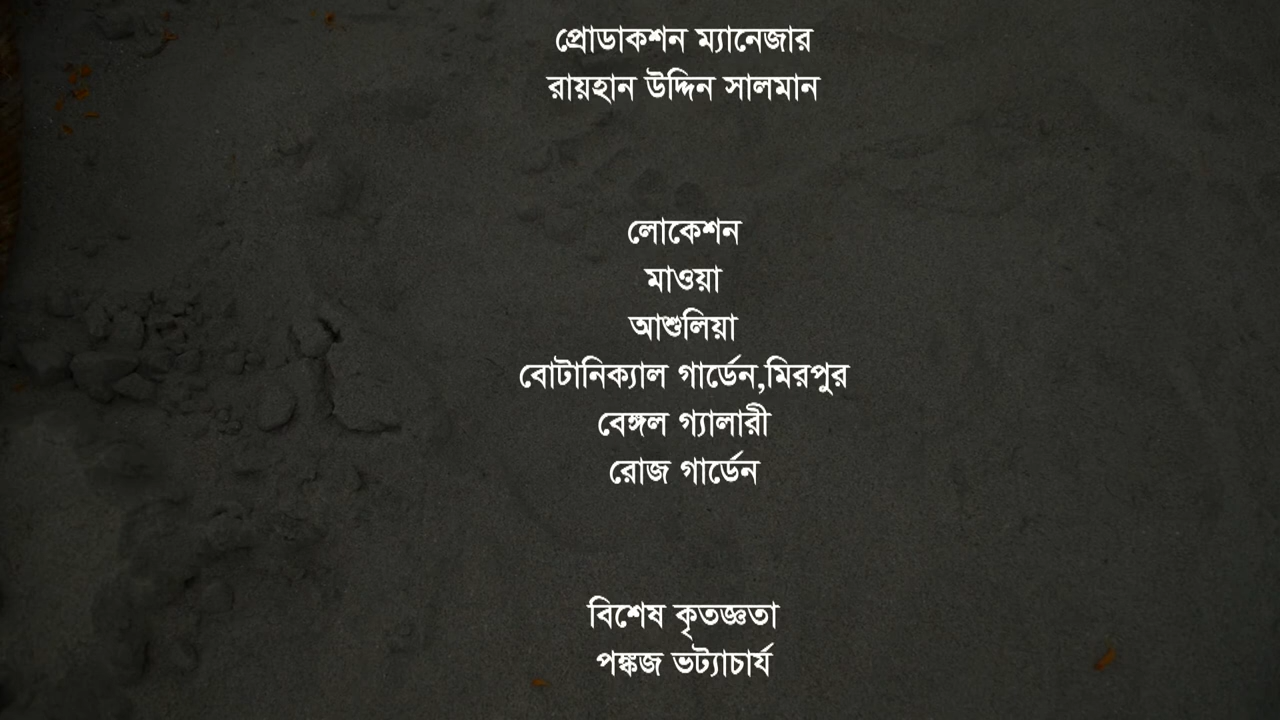 প্রোডাকশন ম্যানেজার
রায়হান উদ্দিন সালমান
লোকেশন
মাওয়া
আশুলিয়া
বোটানিক্যাল গার্ডেন,মিরপুর
বেঙ্গল গ্যালারী
রোজ গার্ডেন
বিশেষ কৃতজ্ঞতা
পঙ্কজ ভট্যাচার্য